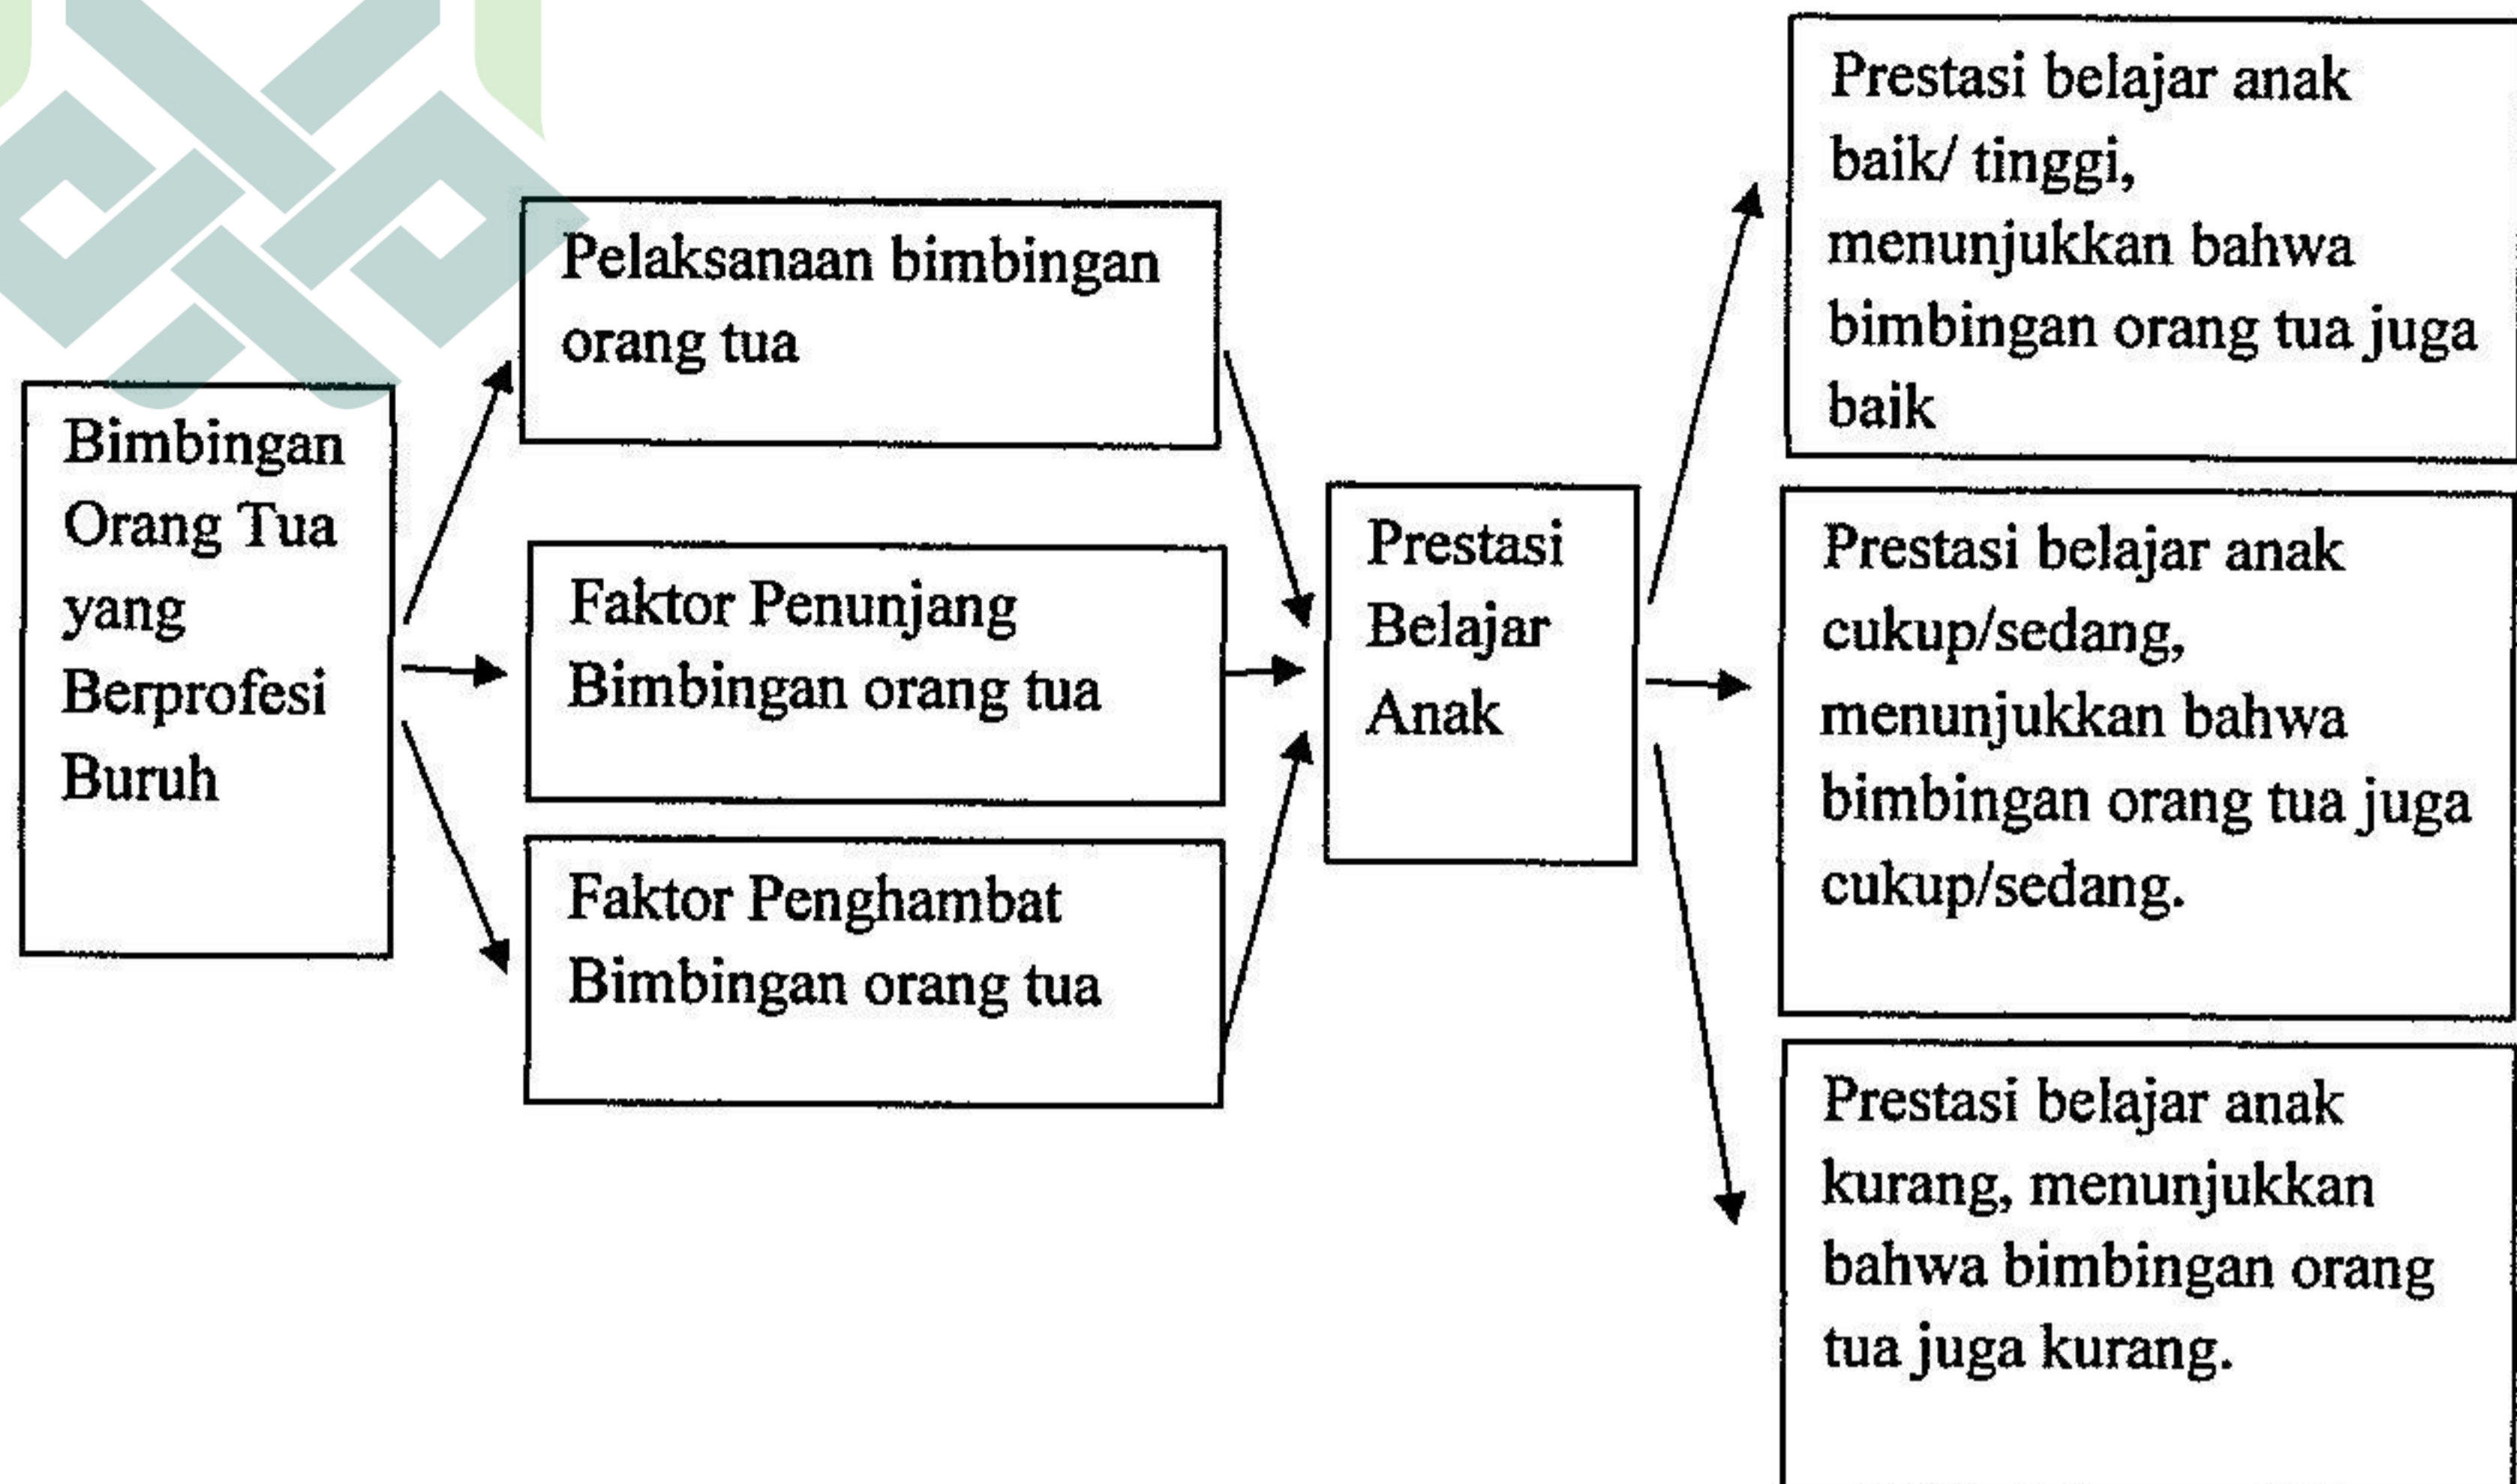 Bimbingan
Orang Tua
yang
Berprofesi
Buruh
Pelaksanaan bimbingan
orang tua
Faktor Penunjang
Bimbingan orang tua
Faktor Penghambat
Bimbingan orang tua
Prestasi
Belajar
Anak
Prestasi belajar anak
baik/ tinggi,
menunjukkan bahwa
bimbingan orang tua juga
baik
Prestasi belajar anak
cukup/sedang,
menunjukkan bahwa
bimbingan orang tua juga
cukup/sedang.
Prestasi belajar anak
kurang, menunjukkan
bahwa bimbingan orang
tua juga kurang.